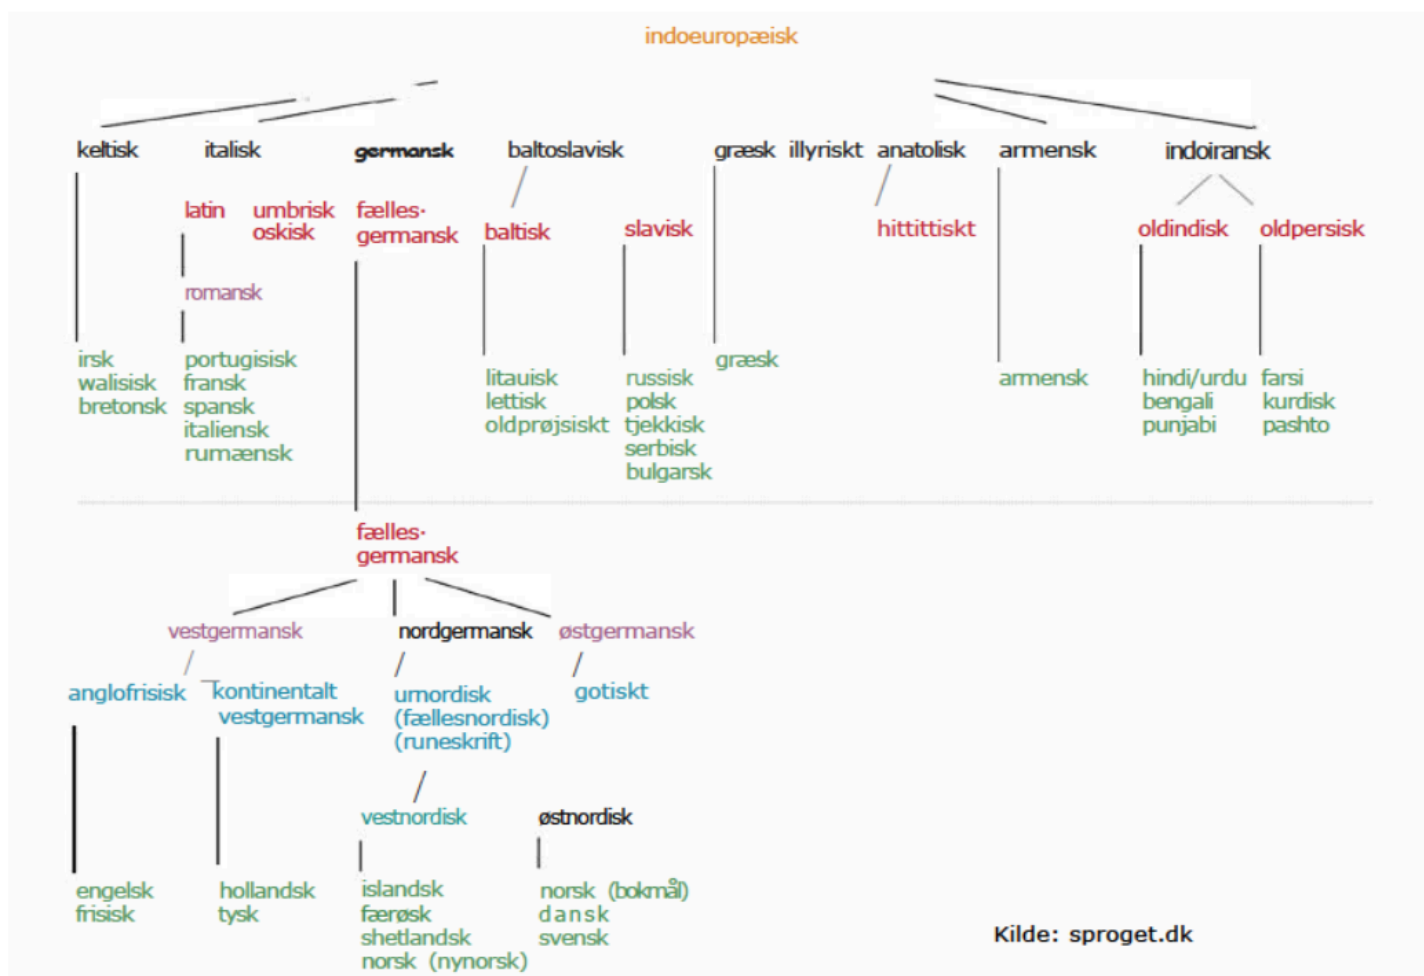 indoeuropæisk
keltisk italisk germansk baltoslavisk græsk illyriskt anatolisk armensk indoiransk
latin umbrisk fælles-
oskisk germansk
baltisk slavisk hittittiskt oldindisk oldpersisk
romansk
irsk portugisisk græsk
walisisk fransk litauisk russisk armensk hindi/urdu farsi
bretonsk spansk lettisk polsk bengali kurdisk
italiensk oldprøjsiskt tjekkisk punjabi pashto
rumænsk serbisk
bulgarsk
fælles-
germansk
vestgermansk nordgermansk østgermansk
anglofrisisk kontinentalt urnordisk gotiskt
vestgermansk (fællesnordisk)
(runeskrift)
vestnordisk østnordisk
engelsk hollandsk islandsk norsk (bokmål)
frisisk tysk færøsk dansk
shetlandsk svensk
norsk (nynorsk)
Kilde: sproget.dk